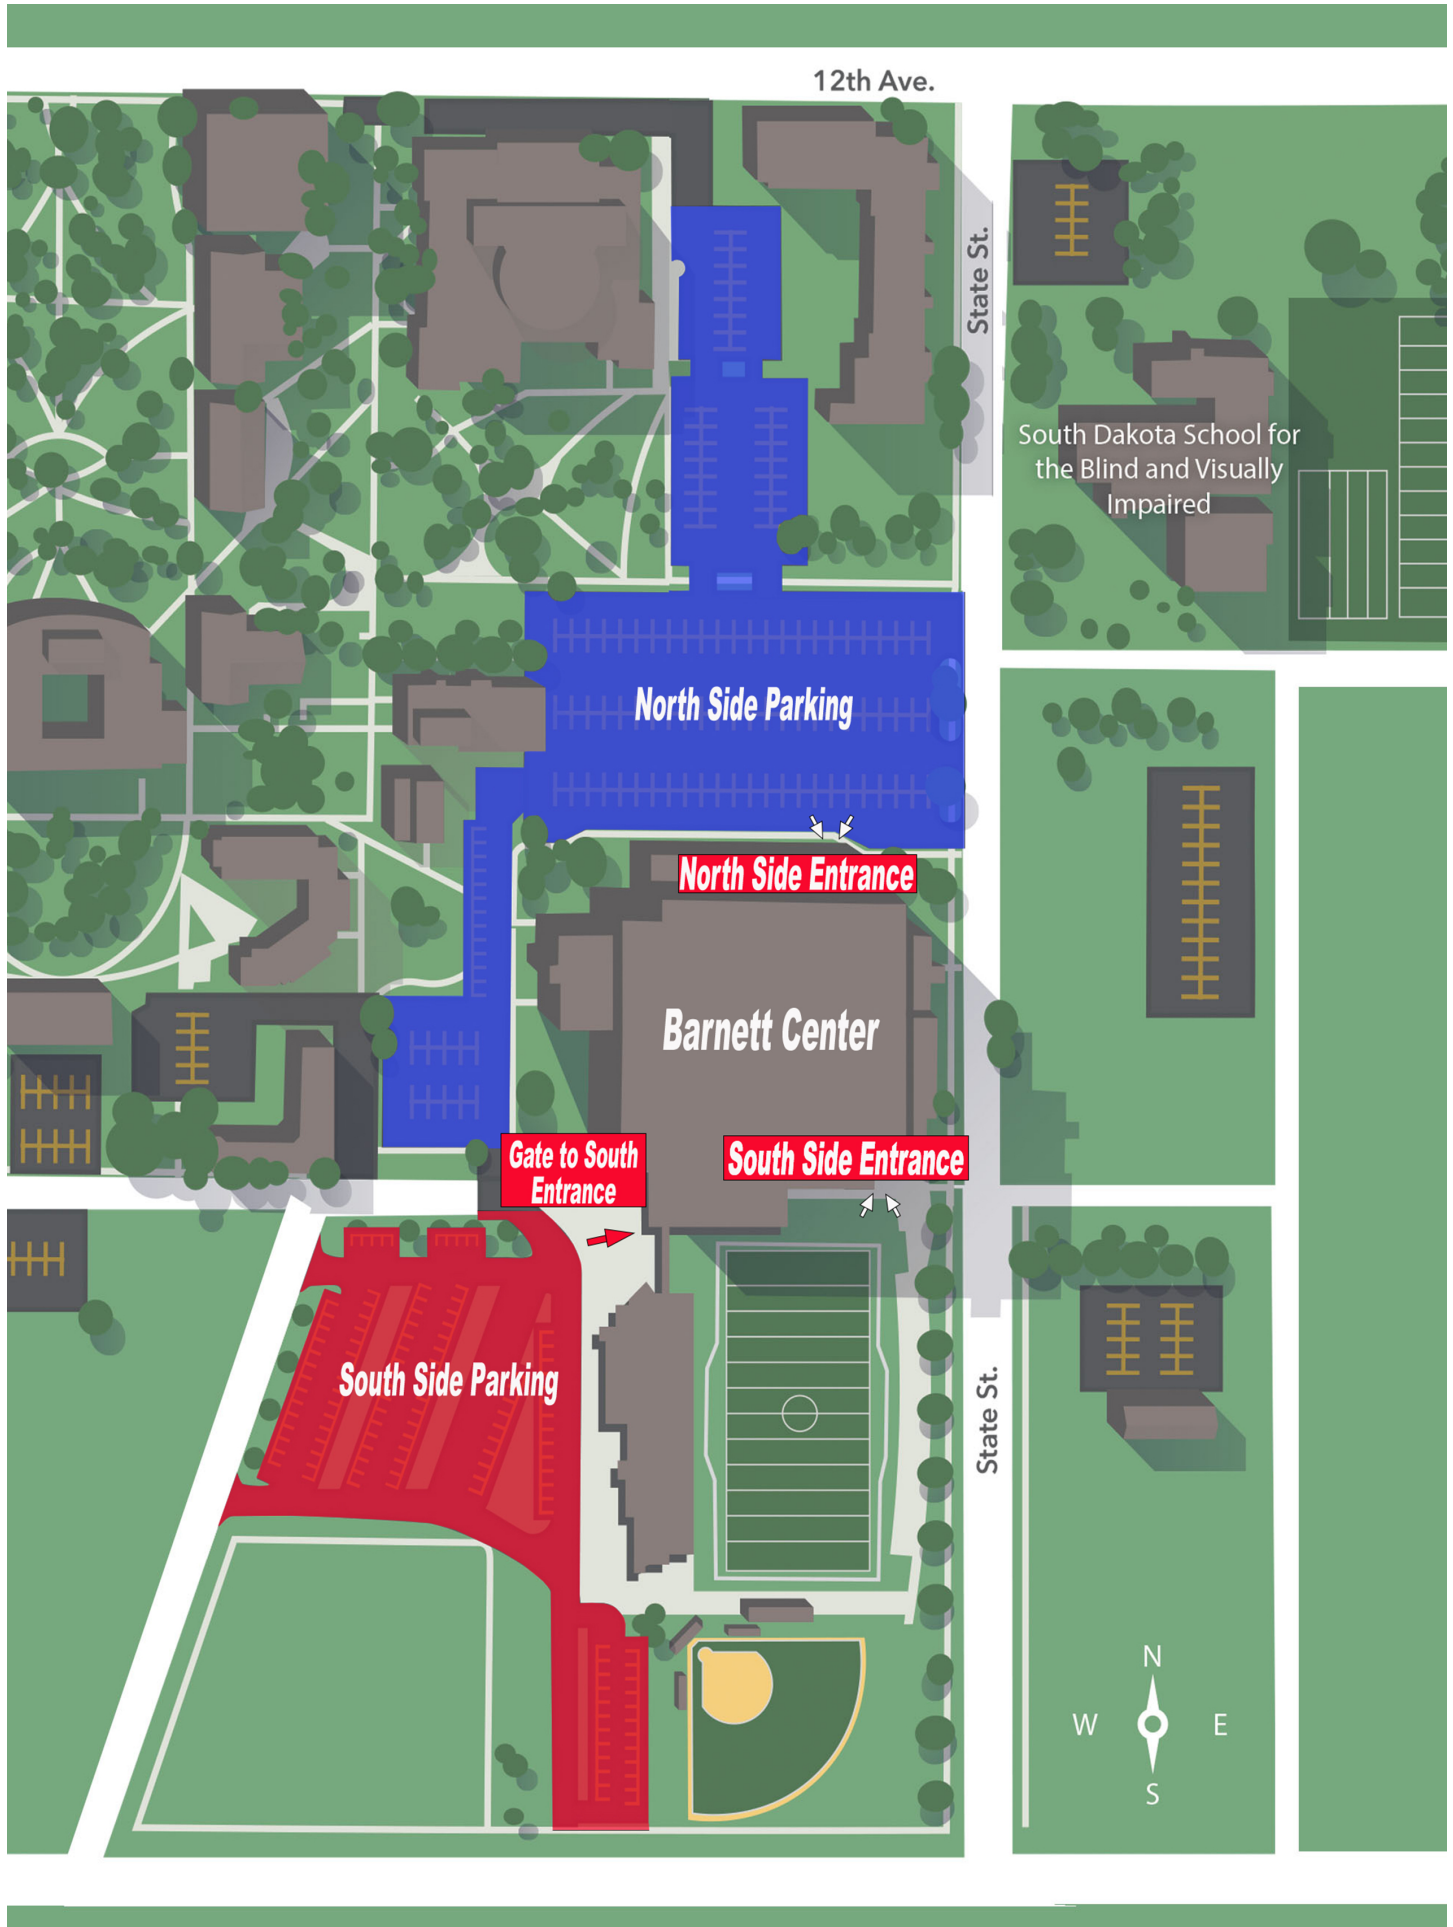 12th Ave.
State St.
South Dakota School for
the Blind and Visually
Impaired
North Side Parking
North Side Entrance
Barnett Center
Gate to South
Entrance
South Side Entrance
South Side Parking
State St.
N
W
E
S